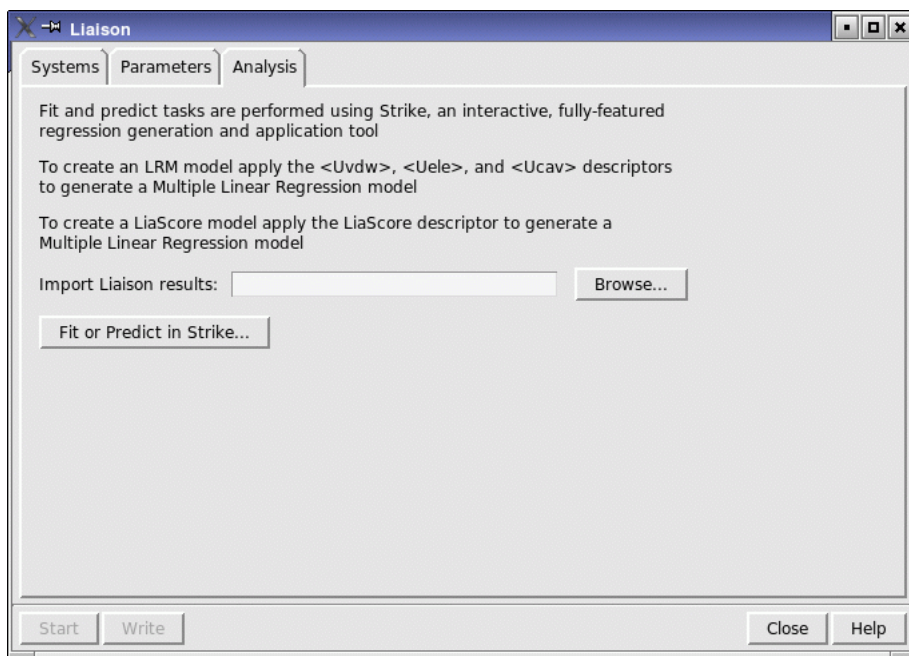 Liaison
Systems Parameters Analysis
Fit and predict tasks are performed using Strike, an interactive, fully-featured
regression generation and application tool
To create an LRM model apply the <Uvdw>, <Uele>, and <Ucav> descriptors
to generate a Multiple Linear Regression model
To create a LiaScore model apply the LiaScore descriptor to generate a
Multiple Linear Regression model
Import Liaison results: Browse...
Fit or Predict in Strike...
Start Write Close Help